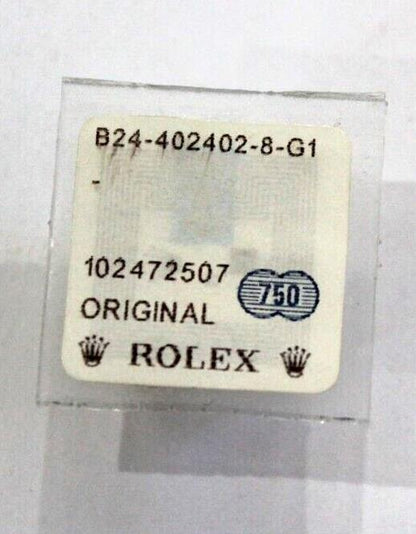 B24-402402-8-G1
-
102472507
750
ORIGINAL
ROLEX